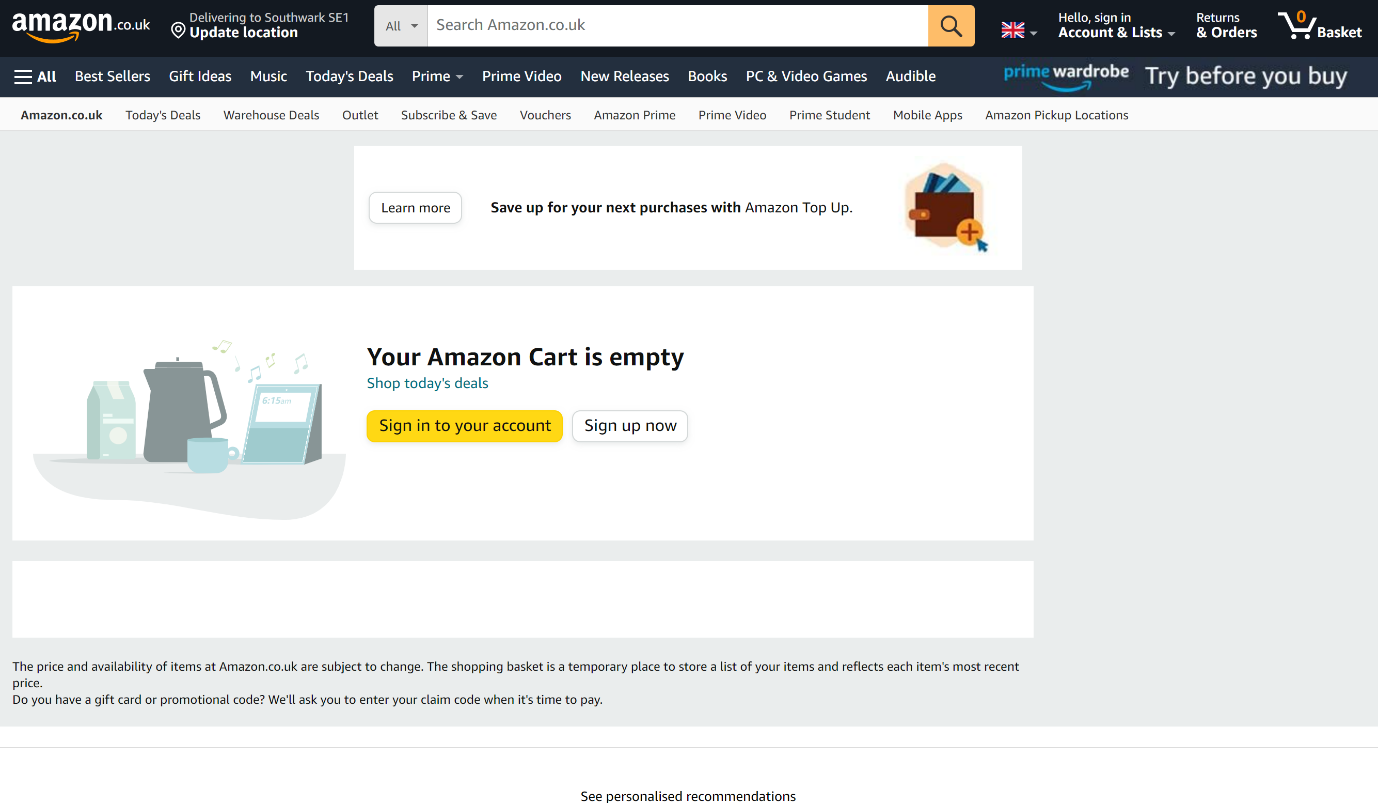 amazon.co.uk
Delivering to Southwark SE1
Update location
All
Search Amazon.co.uk
Hello, sign in
Account & Lists
Returns
& Orders
0
Basket
All Best Sellers Gift Ideas Music Today's Deals Prime Prime Video New Releases Books PC & Video Games Audible
prime wardrobe Try before you buy
Amazon.co.uk Today's Deals Warehouse Deals Outlet Subscribe & Save Vouchers Amazon Prime Prime Video Prime Student Mobile Apps Amazon Pickup Locations
Learn more
Save up for your next purchases with Amazon Top Up.
6:15am
Your Amazon Cart is empty
Shop today's deals
Sign in to your account
Sign up now
The price and availability of items at Amazon.co.uk are subject to change. The shopping basket is a temporary place to store a list of your items and reflects each item's most recent
price.
Do you have a gift card or promotional code? We'll ask you to enter your claim code when it's time to pay.
See personalised recommendations